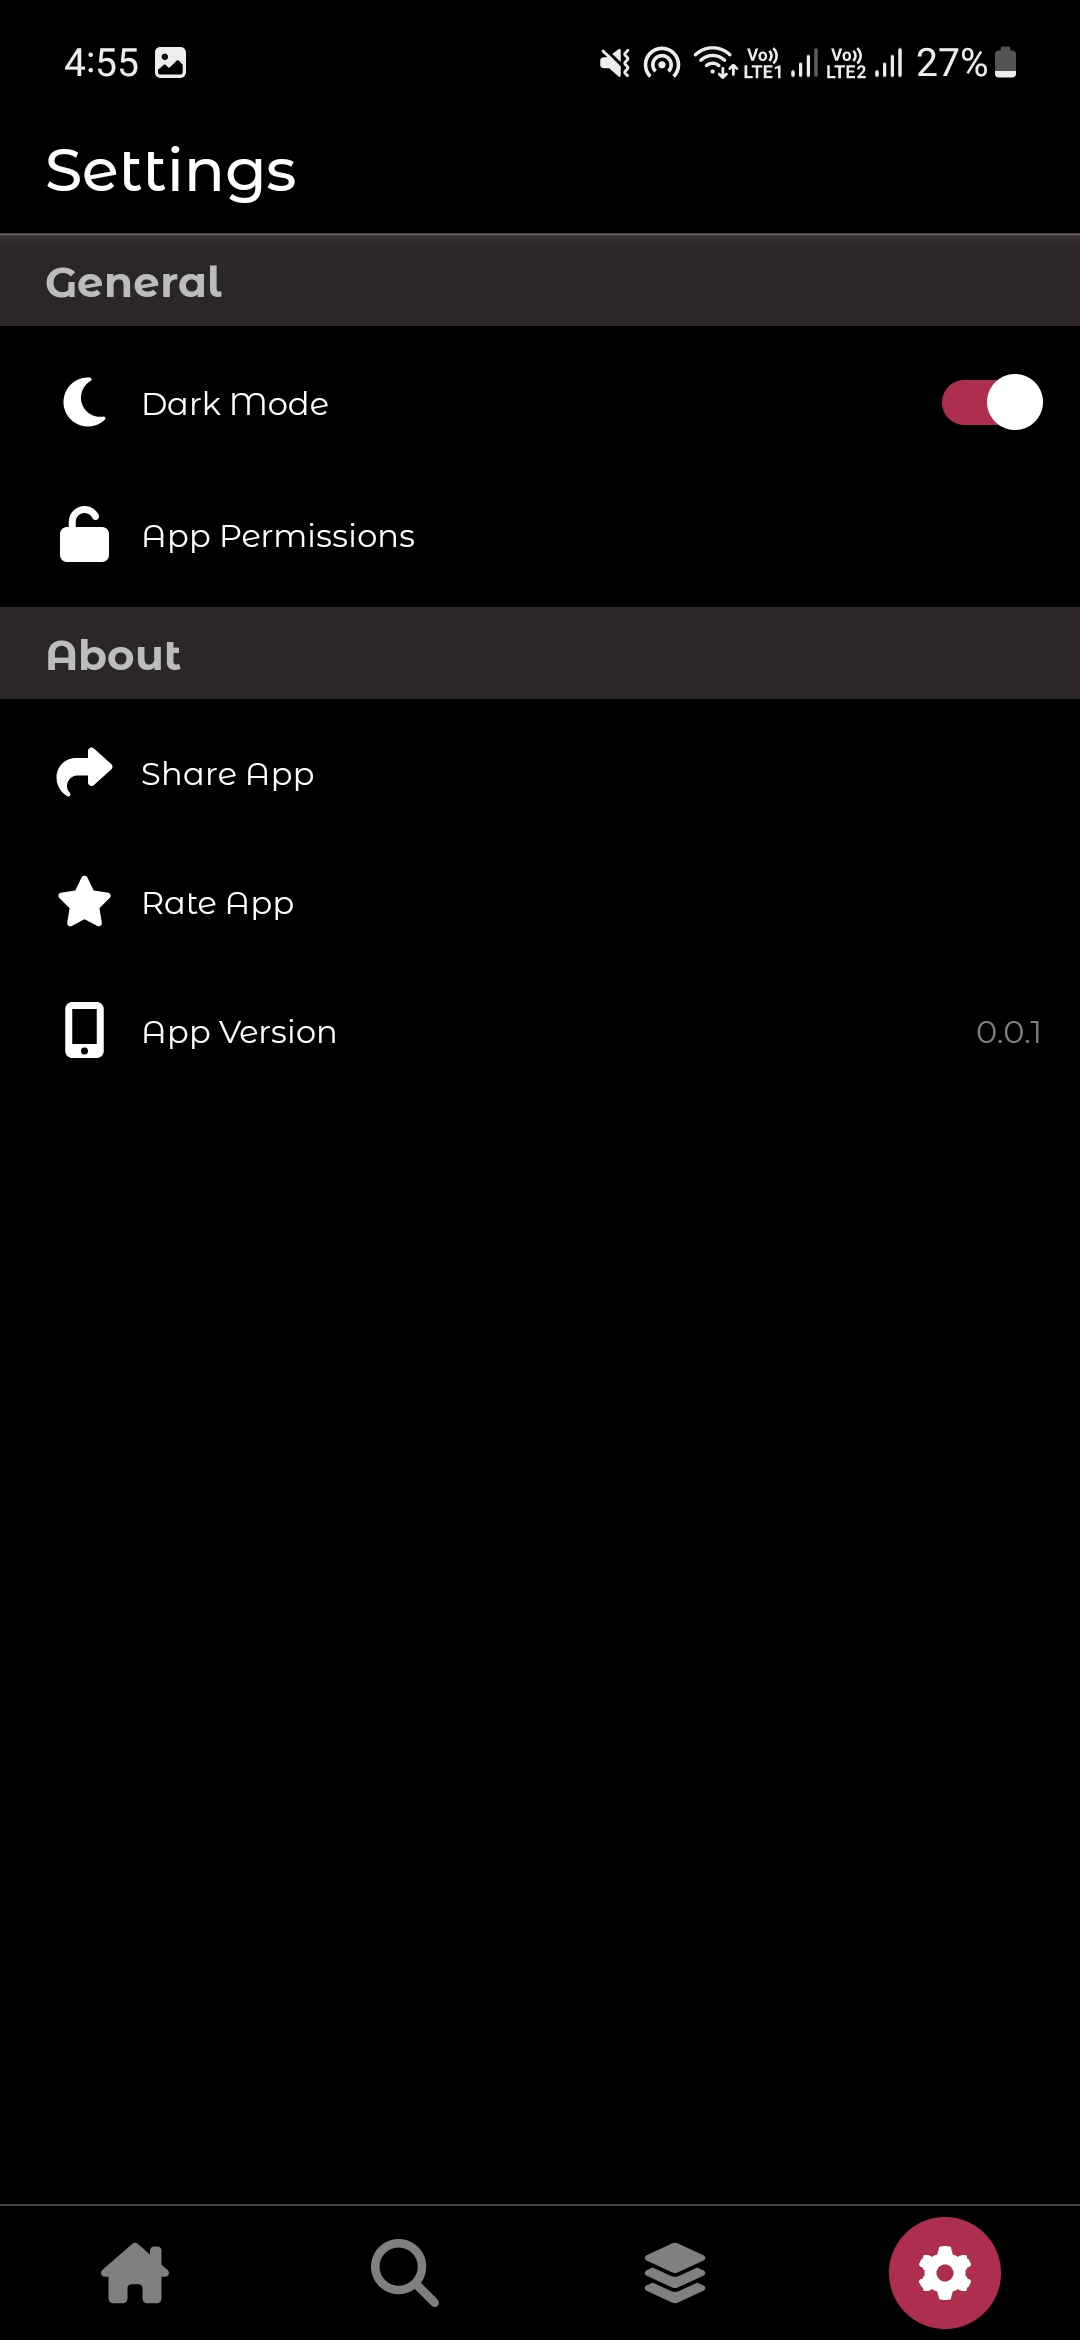 4:55 Vo)) LTE1 Vo)) LTE2 27%
Settings
General
Dark Mode
App Permissions
About
Share App
Rate App
App Version 0.0.1